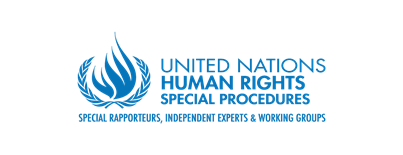 UNITED NATIONS
HUMAN RIGHTS
SPECIAL PROCEDURES
SPECIAL RAPPORTEURS, INDEPENDENT EXPERTS & WORKING GROUPS